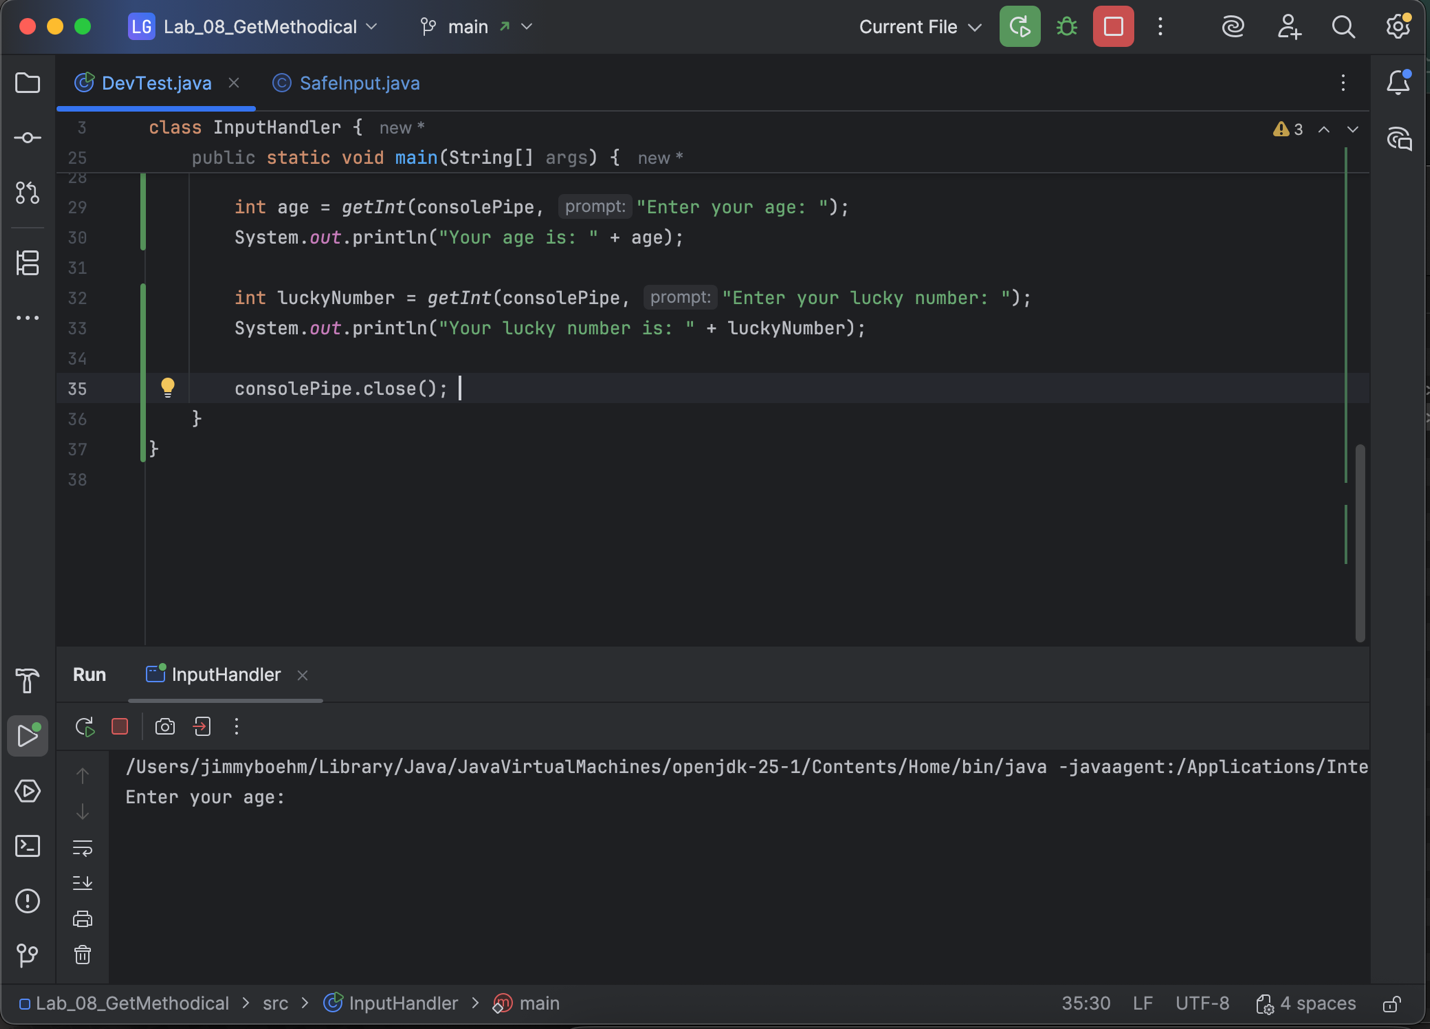 LG Lab_08_GetMethodical main Current File
DevTest.java SafeInput.java
3 class InputHandler { new *
25 public static void main(String[] args) { new *
3
28
29 int age = getInt(consolePipe, prompt: "Enter your age: ");
30 System.out.println("Your age is: " + age);
31
32 int luckyNumber = getInt(consolePipe, prompt: "Enter your lucky number: ");
33 System.out.println("Your lucky number is: " + luckyNumber);
34
35 consolePipe.close();
36 }
37 }
38
Run InputHandler
/Users/jimmyboehm/Library/Java/JavaVirtualMachines/openjdk-25-1/Contents/Home/bin/java -javaagent:/Applications/Inte
Enter your age:
Lab_08_GetMethodical > src > InputHandler > main 35:30 LF UTF-8 4 spaces